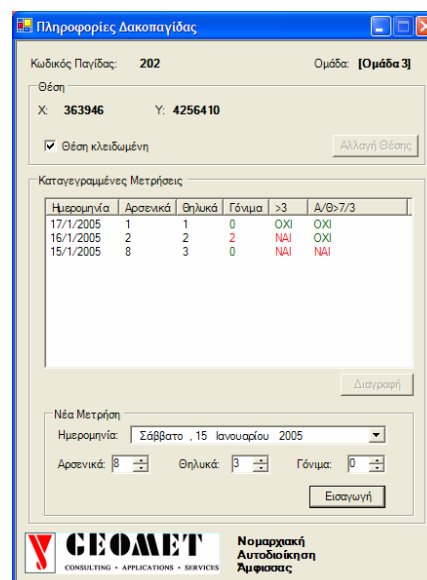 Πληροφορίες Δακοπαγίδας
Κωδικός Παγίδας: 202 Ομάδα: [Ομάδα 3]
Θέση
X: 363946 Y: 4256410
Θέση κλειδωμένη Αλλαγή Θέσης
Καταγεγραμμένες Μετρήσεις
Ημερομηνία Αρσενικά Θηλυκά Γόνιμα >3 Α/Θ>7/3
17/1/2005 1 1 0 ΟΧΙ ΟΧΙ
16/1/2005 2 2 2 ΝΑΙ ΟΧΙ
15/1/2005 8 3 0 ΝΑΙ ΝΑΙ
Διαγραφή
Νέα Μετρήση
Ημερομηνία: Σάββατο , 15 Ιανουαρίου 2005
Αρσενικά: 8 Θηλυκά: 3 Γόνιμα: 0
Εισαγωγή
GEOMET
CONSULTING • APPLICATIONS • SERVICES
Νομαρχιακή
Αυτοδιοίκηση
Άμφισσας